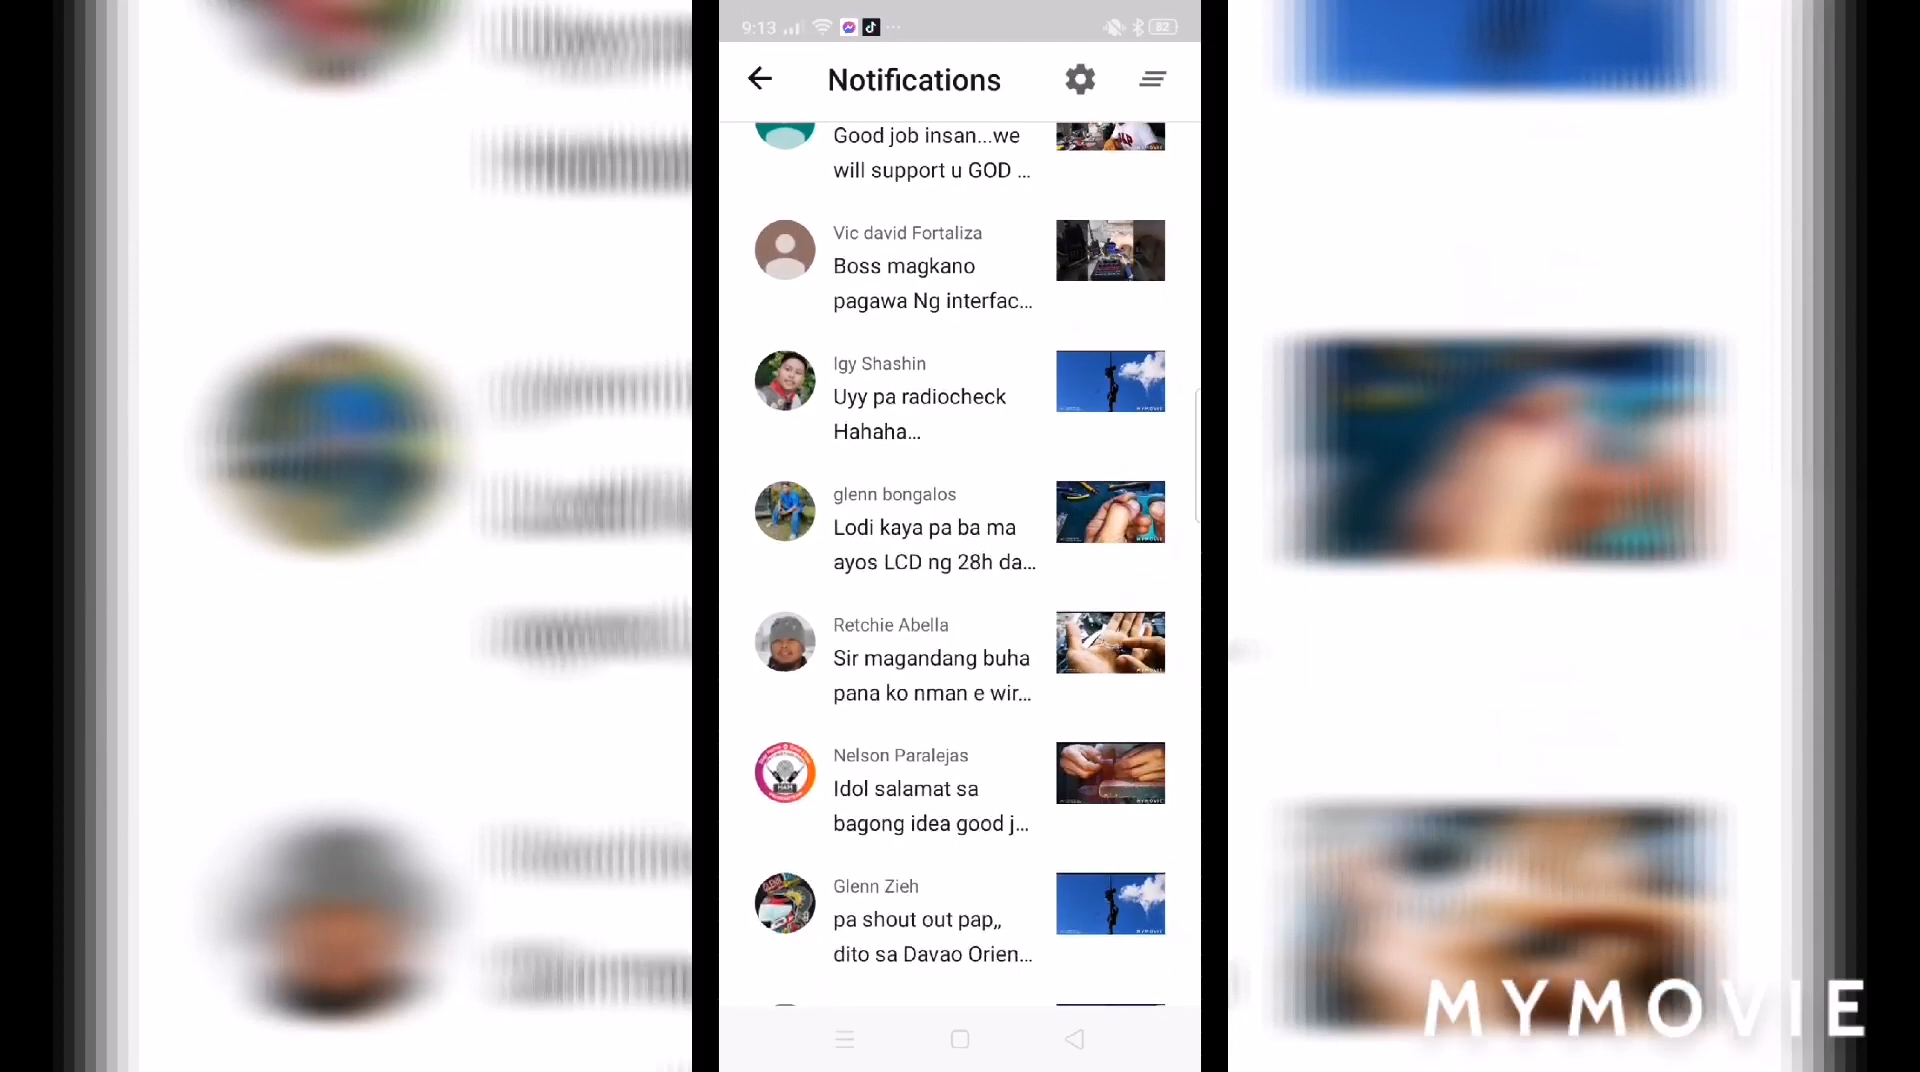 9:13
82
Notifications
Good job insan...we
will support u GOD ...
Vic david Fortaliza
Boss magkano
pagawa Ng interfac...
Igy Shashin
Uyy pa radiocheck
Hahaha...
glenn bongalos
Lodi kaya pa ba ma
ayos LCD ng 28h da...
Retchie Abella
Sir magandang buha
pana ko nman e wir...
Nelson Paralejas
Idol salamat sa
bagong idea good j...
Glenn Zieh
pa shout out pap,,
dito sa Davao Orien...
MYMOVIE